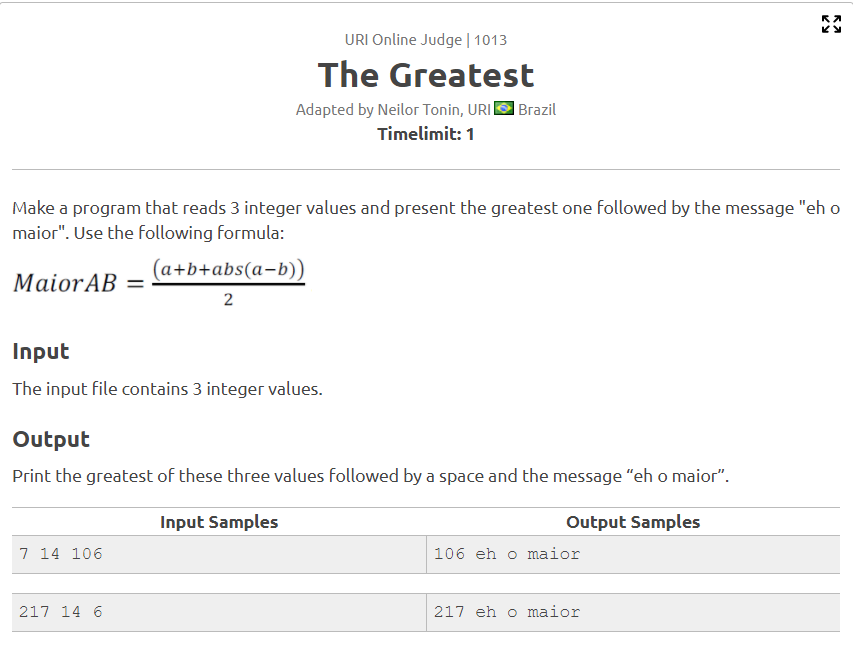 URI Online Judge | 1013
The Greatest
Adapted by Neilor Tonin, URI Brazil
Timelimit: 1
Make a program that reads 3 integer values and present the greatest one followed by the message "eh o
maior". Use the following formula:
MaiorAB = (a+b+abs(a−b))
2
Input
The input file contains 3 integer values.
Output
Print the greatest of these three values followed by a space and the message “eh o maior”.
Input Samples Output Samples
7 14 106 106 eh o maior
217 14 6 217 eh o maior